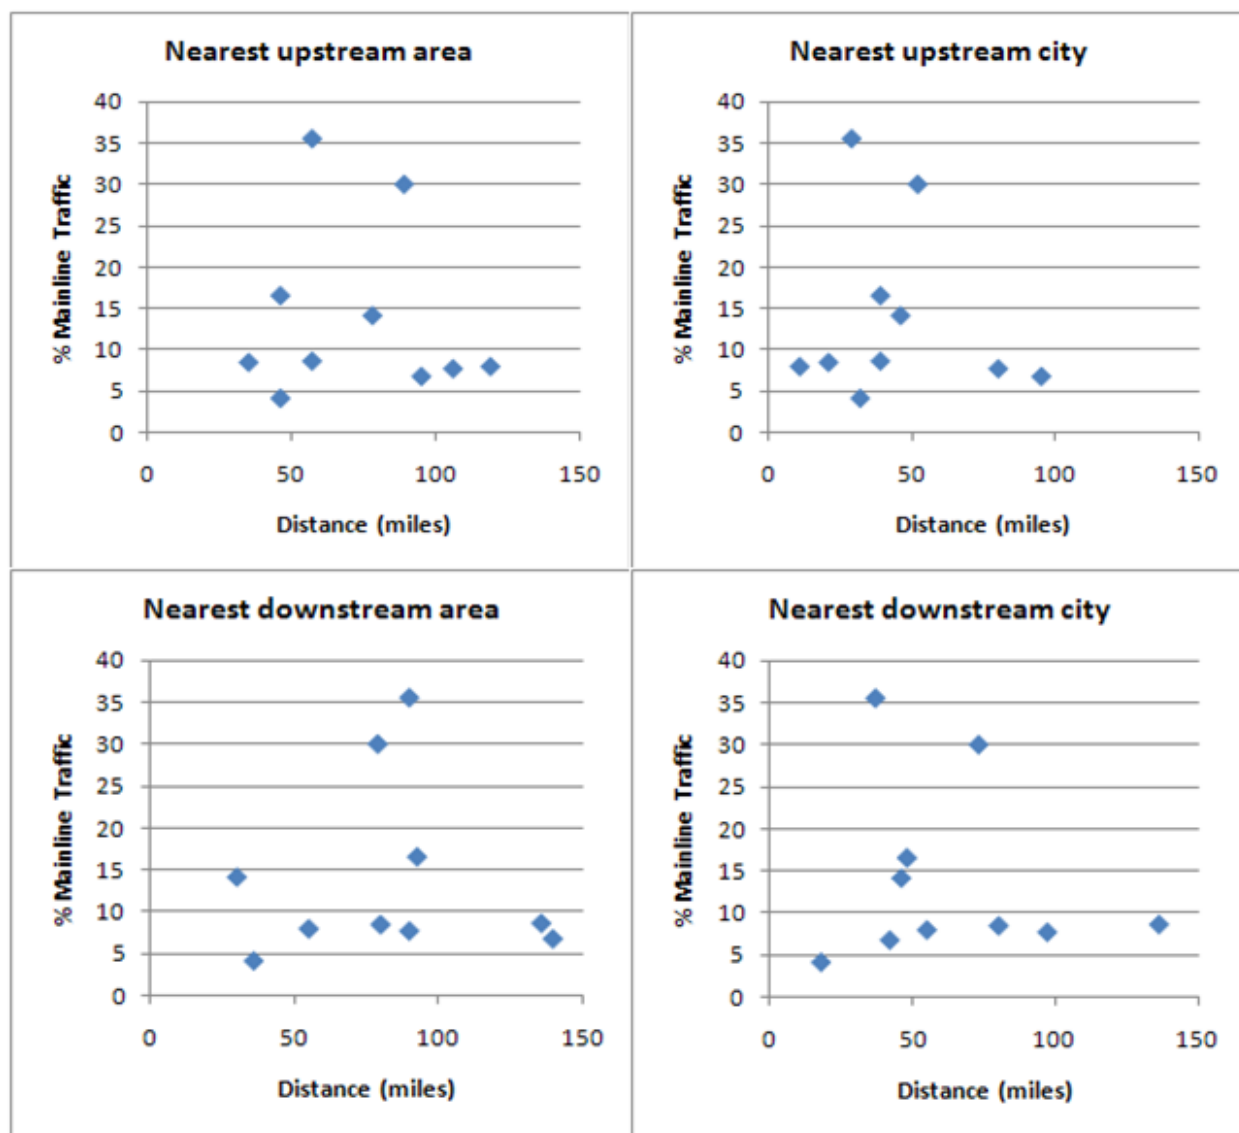 Nearest upstream area
% Mainline Traffic
40
35
30
25
20
15
10
5
0
0 50 100 150
Distance (miles)
Nearest upstream city
% Mainline Traffic
40
35
30
25
20
15
10
5
0
0 50 100 150
Distance (miles)
Nearest downstream area
% Mainline Traffic
40
35
30
25
20
15
10
5
0
0 50 100 150
Distance (miles)
Nearest downstream city
% Mainline Traffic
40
35
30
25
20
15
10
5
0
0 50 100 150
Distance (miles)